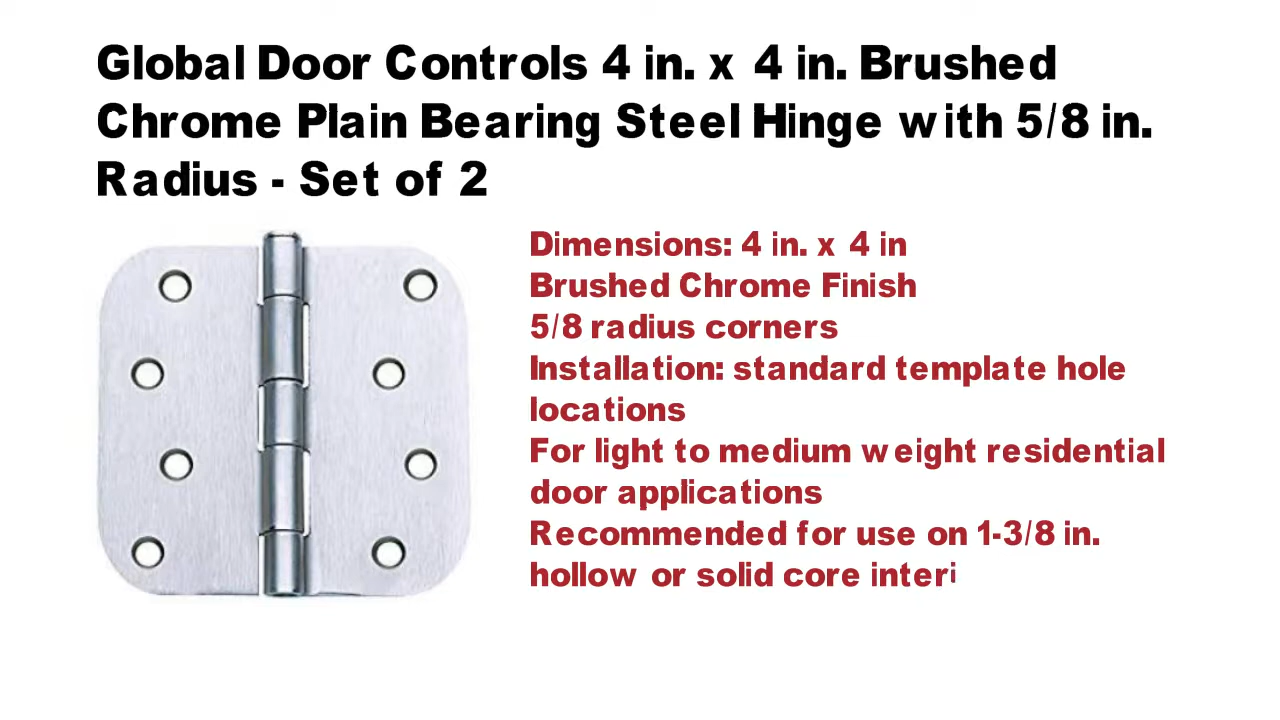 Global Door Controls 4 in. x 4 in. Brushed
Chrome Plain Bearing Steel Hinge with 5/8 in.
Radius - Set of 2
Dimensions: 4 in. x 4 in
Brushed Chrome Finish
5/8 radius corners
Installation: standard template hole
locations
For light to medium weight residential
door applications
Recommended for use on 1-3/8 in.
hollow or solid core interi